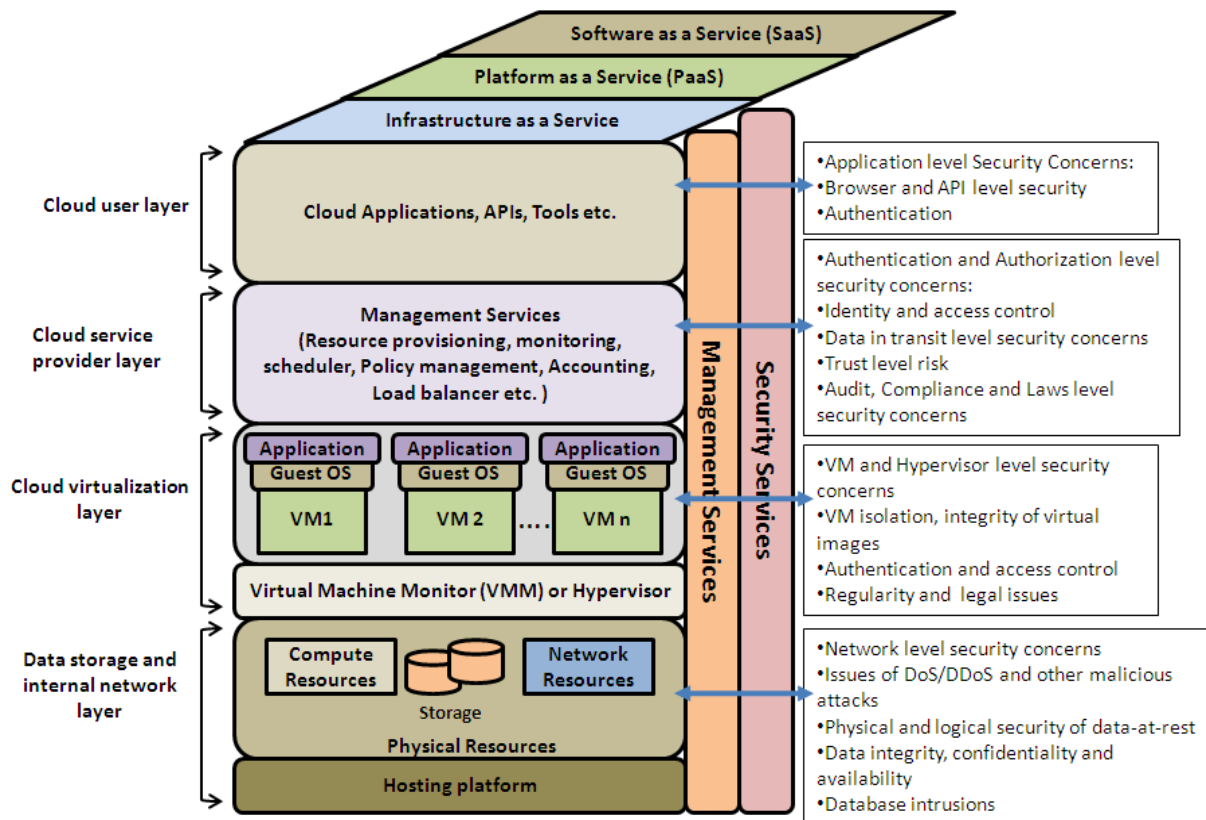 Software as a Service (SaaS)
Platform as a Service (PaaS)
Infrastructure as a Service
Cloud user layer
Cloud Applications, APIs, Tools etc.
•Application level Security Concerns:
•Browser and API level security
•Authentication
Cloud service
provider layer
Management Services
(Resource provisioning, monitoring,
scheduler, Policy management, Accounting,
Load balancer etc. )
•Authentication and Authorization level
security concerns:
•Identity and access control
•Data in transit level security concerns
•Trust level risk
•Audit, Compliance and Laws level
security concerns
Management Services
Security Services
Cloud virtualization
layer
Application
Application
Application
Guest OS
Guest OS
Guest OS
VM1
VM 2
....
VM n
Virtual Machine Monitor (VMM) or Hypervisor
•VM and Hypervisor level security
concerns
•VM isolation, integrity of virtual
images
•Authentication and access control
•Regularity and legal issues
Data storage and
internal network
layer
Compute
Resources
Storage
Network
Resources
Physical Resources
Hosting platform
•Network level security concerns
•Issues of DoS/DDoS and other malicious
attacks
•Physical and logical security of data-at-rest
•Data integrity, confidentiality and
availability
•Database intrusions